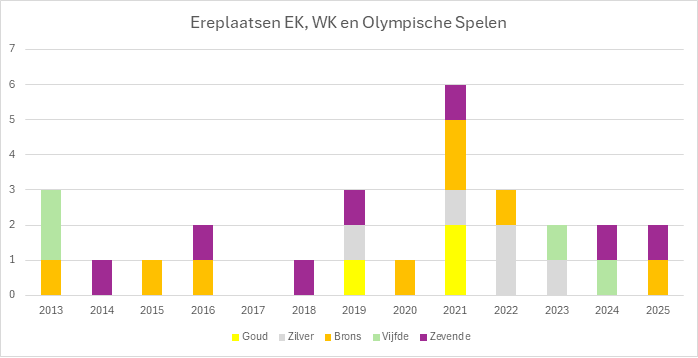 Ereplaatsen EK, WK en Olympische Spelen
7
6
5
4
3
2
1
0
2013 2014 2015 2016 2017 2018 2019 2020 2021 2022 2023 2024 2025
Goud Zilver Brons Vijfde Zevende